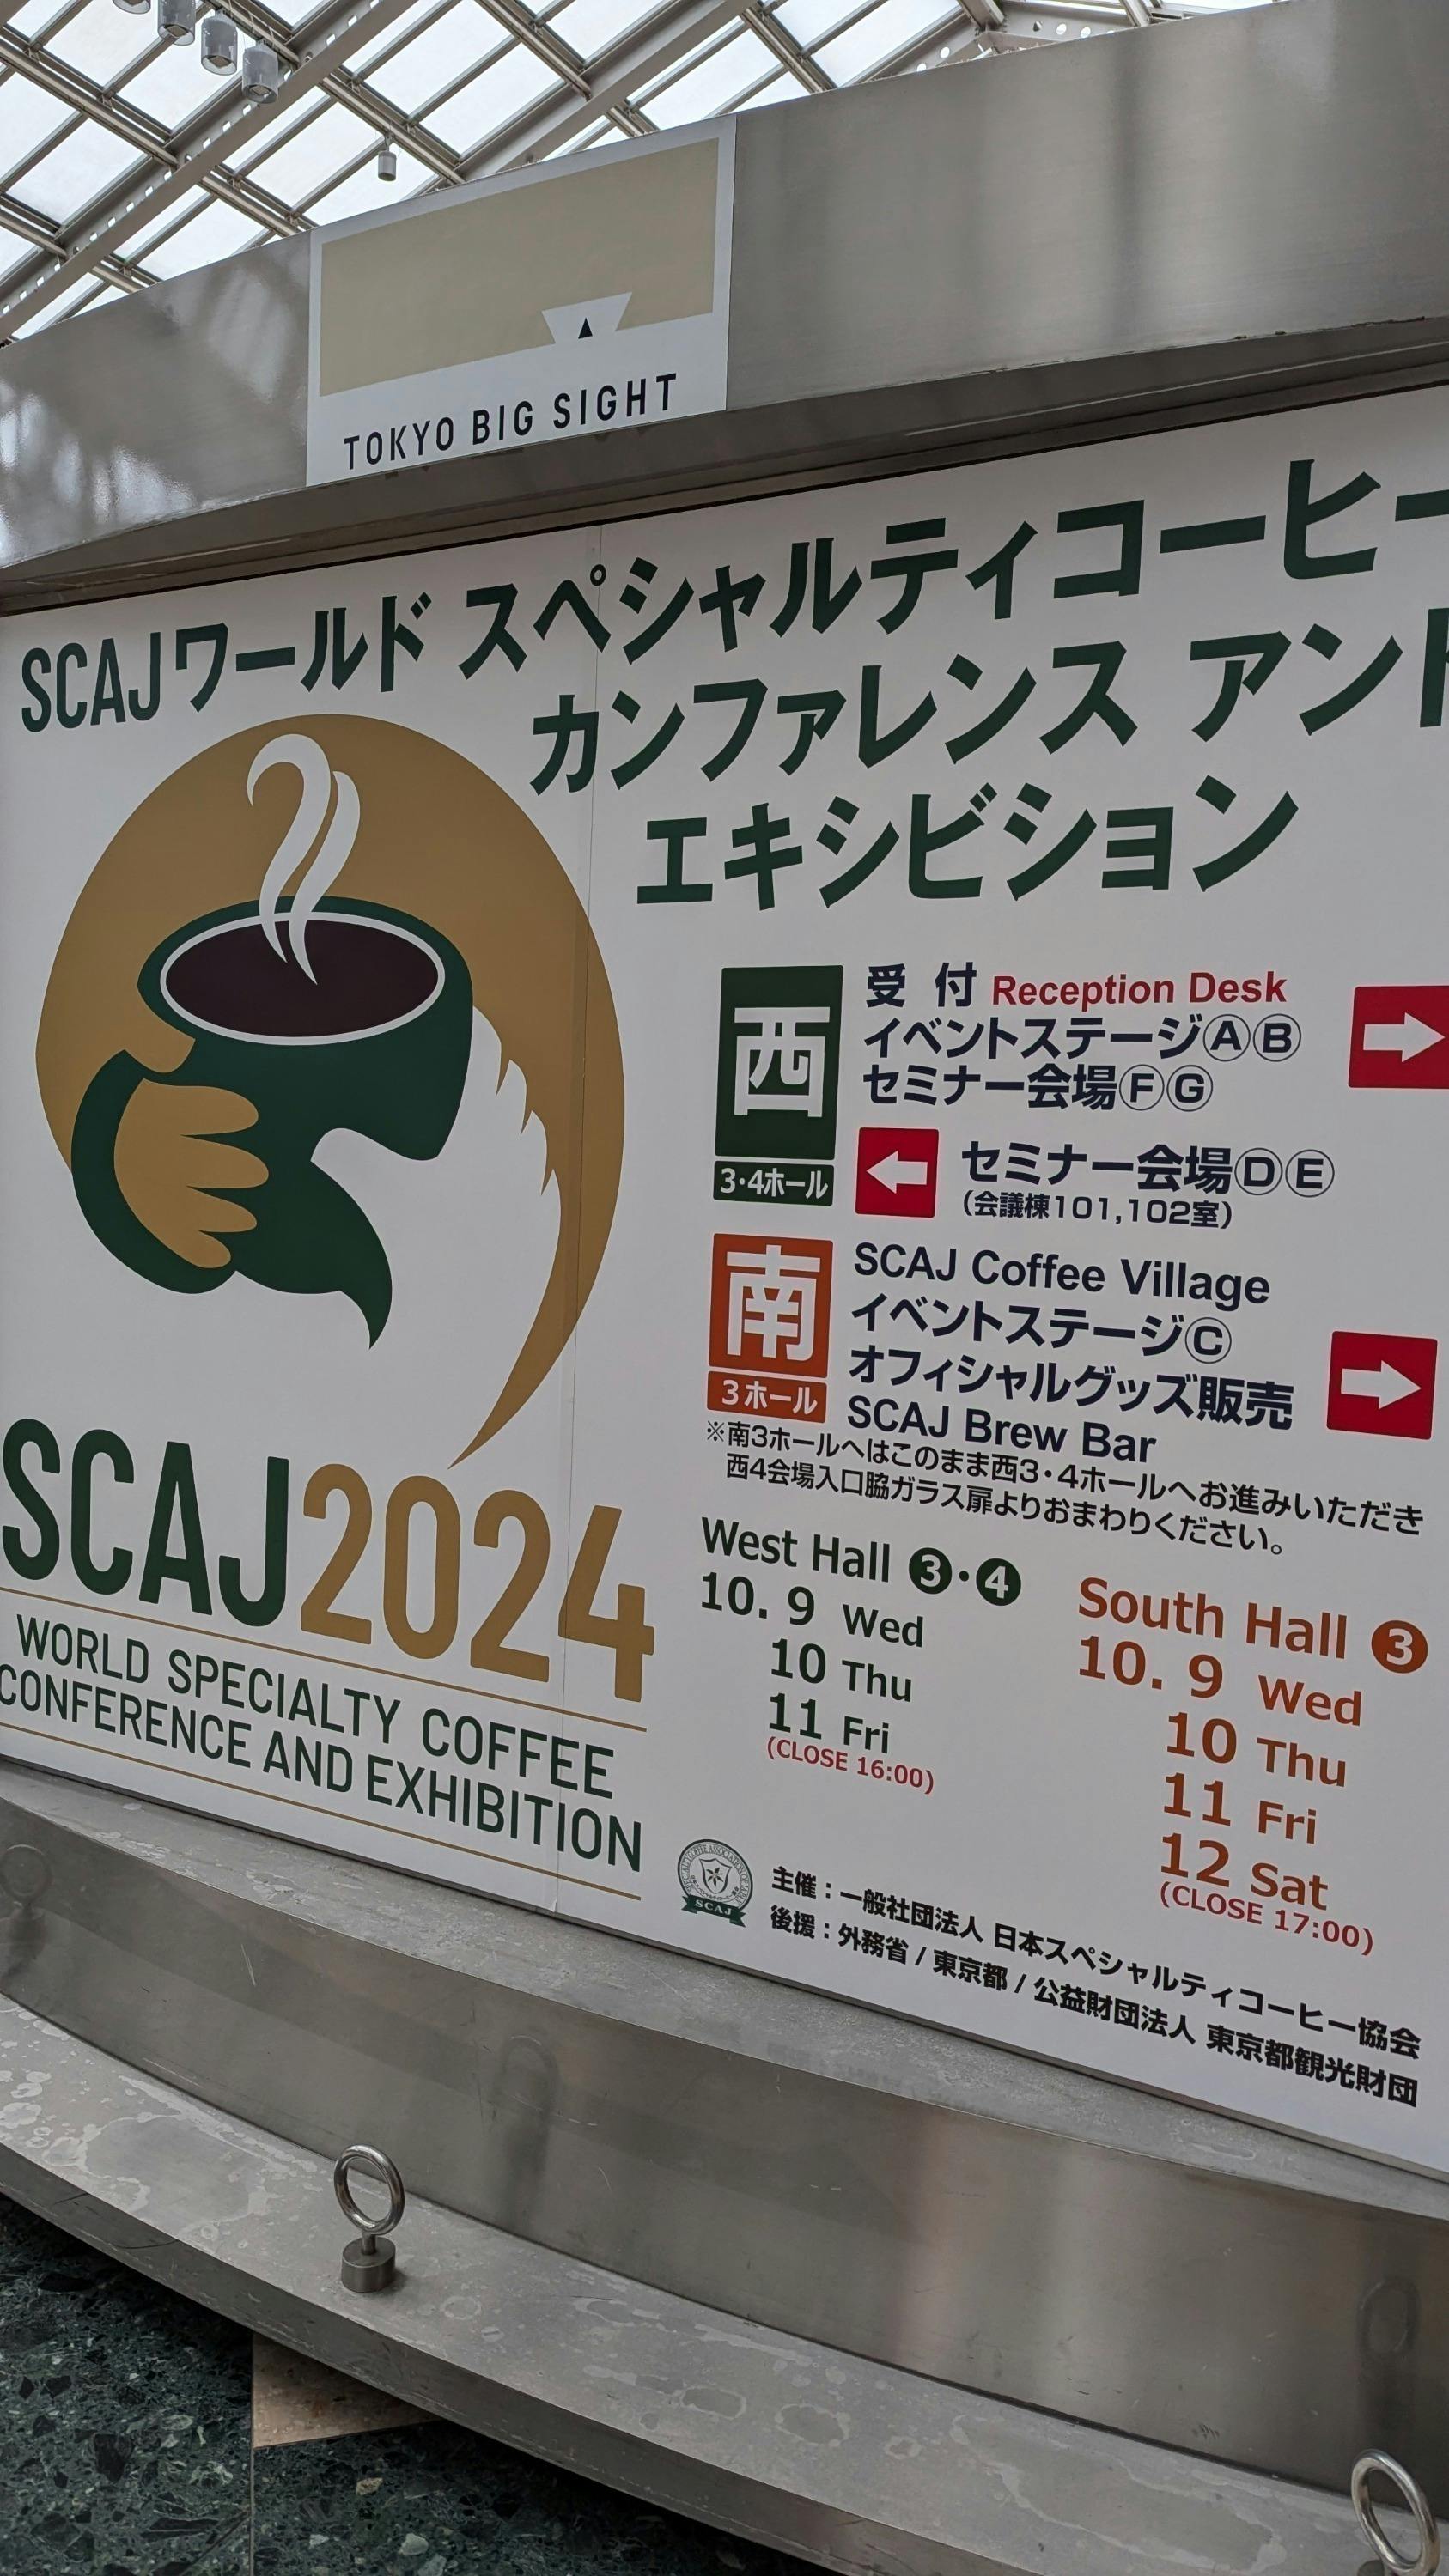 TOKYO BIG SIGHT
SCAJワールド スペシャルティコーヒー
カンファレンス アンド
エキシビション
西
3・4ホール
受 付 Reception Desk
イベントステージⒶⒷ
セミナー会場ⒻⒼ
セミナー会場ⒹⒺ
（会議棟101,102室）
南
3ホール
SCAJ Coffee Village
イベントステージⒸ
オフィシャルグッズ販売
SCAJ Brew Bar
※南3ホールへはこのまま西3・4ホールへお進みいただき
西4会場入口脇ガラス扉よりおまわりください。
SCAJ2024
WORLD SPECIALTY COFFEE
CONFERENCE AND EXHIBITION
West Hall ❸・❹
10. 9 Wed
10 Thu
11 Fri
(CLOSE 16:00)
South Hall ❸
10. 9 Wed
10 Thu
11 Fri
12 Sat
(CLOSE 17:00)
SCAJ
主催：一般社団法人 日本スペシャルティコーヒー協会
後援：外務省 / 東京都 / 公益財団法人 東京都観光財団